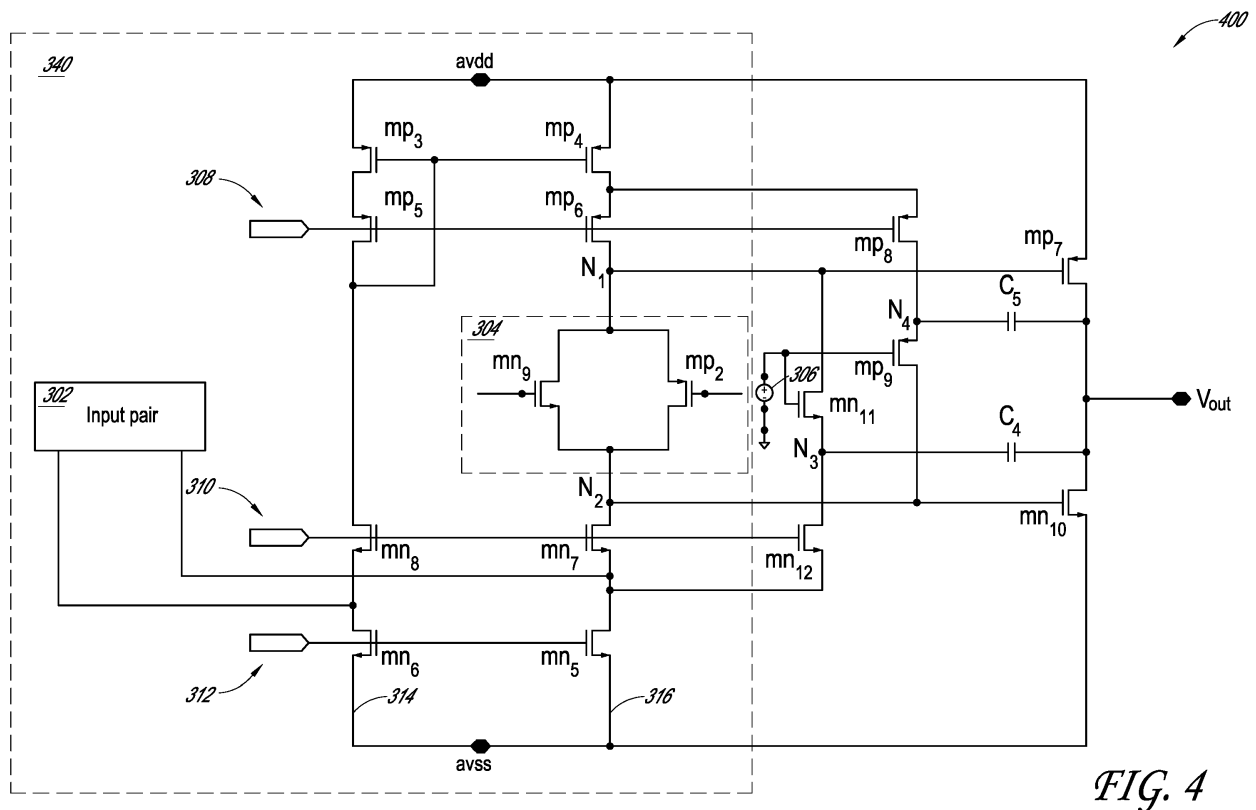 400
340
avdd
mp3
mp4
308
mp5
mp6
mp8
mp7
N1
C5
N4
304
mn9
mp2
306
mp9
302
Input pair
mn11
Vout
C4
N3
310
N2
mn10
mn8
mn7
mn12
mn6
mn5
312
314
316
avss
FIG. 4